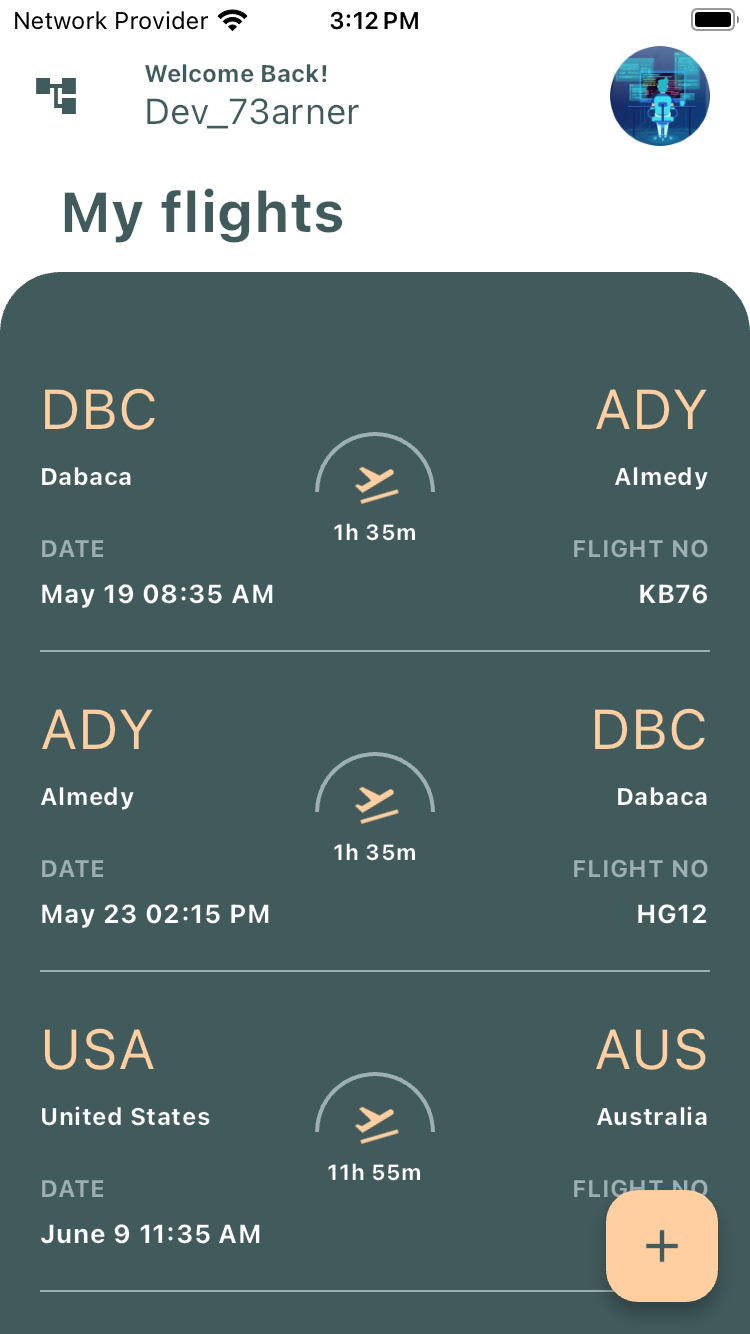 Network Provider 3:12 PM
Welcome Back!
Dev_73arner
My flights
DBC ADY
Dabaca Almedy
1h 35m
DATE FLIGHT NO
May 19 08:35 AM KB76
ADY DBC
Almedy Dabaca
1h 35m
DATE FLIGHT NO
May 23 02:15 PM HG12
USA AUS
United States Australia
11h 55m
DATE FLIGHT NO
June 9 11:35 AM
+